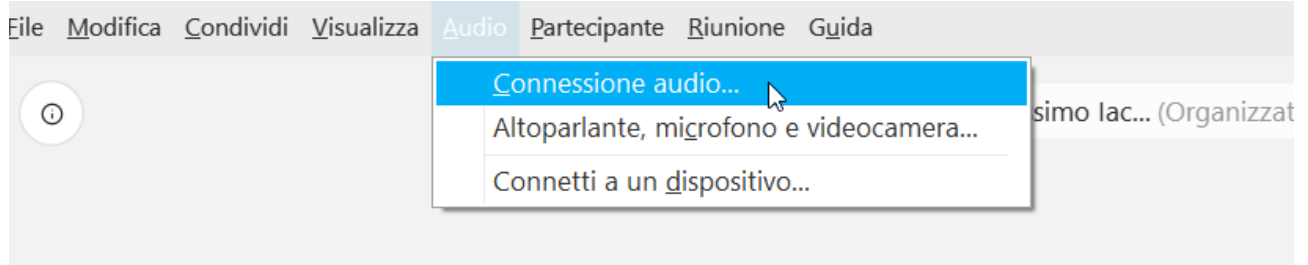 File Modifica Condividi Visualizza Audio Partecipante Riunione Guida
Connessione audio...
simo Iac... (Organizzat
Altoparlante, microfono e videocamera...
Connetti a un dispositivo...